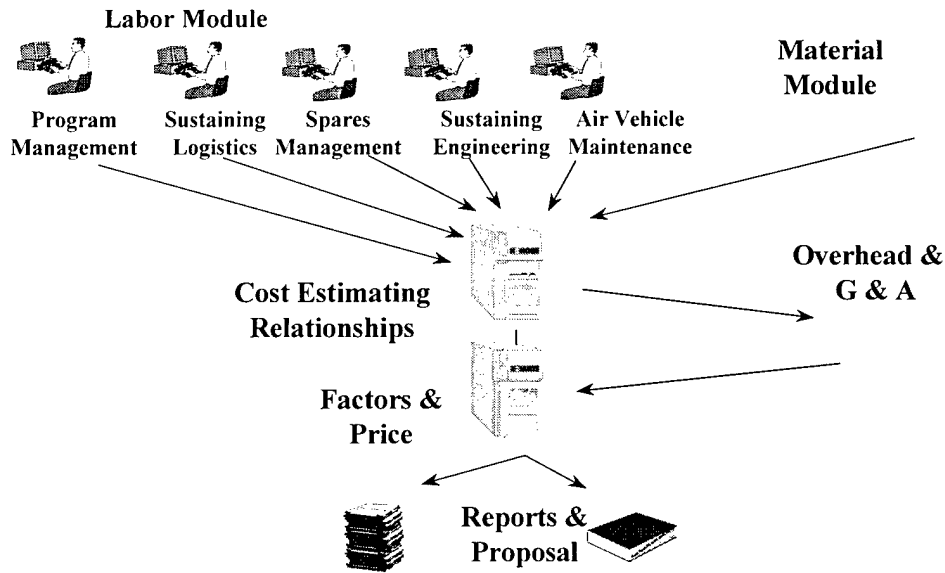 Labor Module
Material
Module
Program
Management
Sustaining
Logistics
Spares
Management
Sustaining
Engineering
Air Vehicle
Maintenance
Overhead &
G & A
Cost Estimating
Relationships
Factors &
Price
Reports &
Proposal